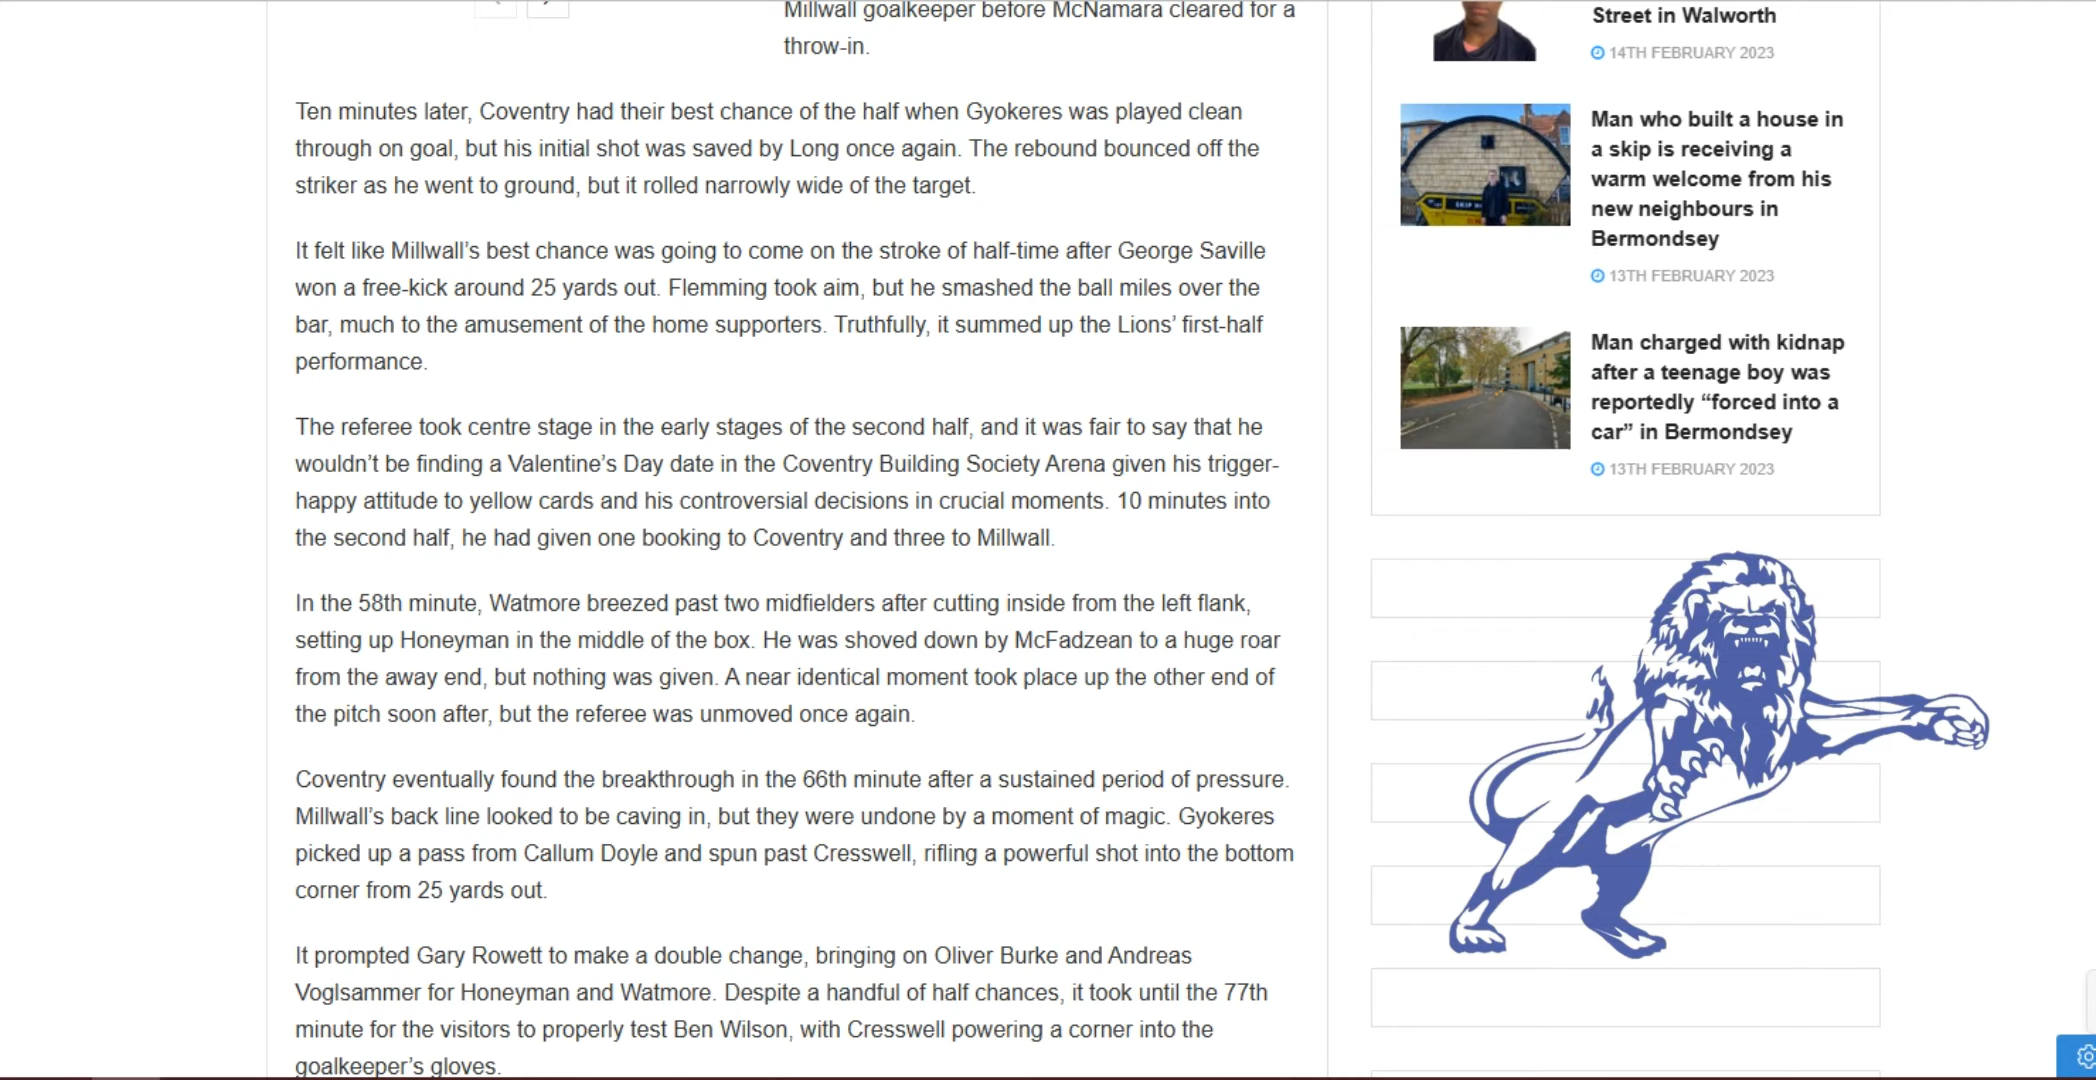 Millwall goalkeeper before McNamara cleared for a
throw-in.
Ten minutes later, Coventry had their best chance of the half when Gyokeres was played clean
through on goal, but his initial shot was saved by Long once again. The rebound bounced off the
striker as he went to ground, but it rolled narrowly wide of the target.
It felt like Millwall’s best chance was going to come on the stroke of half-time after George Saville
won a free-kick around 25 yards out. Flemming took aim, but he smashed the ball miles over the
bar, much to the amusement of the home supporters. Truthfully, it summed up the Lions’ first-half
performance.
The referee took centre stage in the early stages of the second half, and it was fair to say that he
wouldn’t be finding a Valentine’s Day date in the Coventry Building Society Arena given his trigger-
happy attitude to yellow cards and his controversial decisions in crucial moments. 10 minutes into
the second half, he had given one booking to Coventry and three to Millwall.
In the 58th minute, Watmore breezed past two midfielders after cutting inside from the left flank,
setting up Honeyman in the middle of the box. He was shoved down by McFadzean to a huge roar
from the away end, but nothing was given. A near identical moment took place up the other end of
the pitch soon after, but the referee was unmoved once again.
Coventry eventually found the breakthrough in the 66th minute after a sustained period of pressure.
Millwall’s back line looked to be caving in, but they were undone by a moment of magic. Gyokeres
picked up a pass from Callum Doyle and spun past Cresswell, rifling a powerful shot into the bottom
corner from 25 yards out.
It prompted Gary Rowett to make a double change, bringing on Oliver Burke and Andreas
Voglsammer for Honeyman and Watmore. Despite a handful of half chances, it took until the 77th
minute for the visitors to properly test Ben Wilson, with Cresswell powering a corner into the
goalkeeper’s gloves.
Street in Walworth
14TH FEBRUARY 2023
Man who built a house in
a skip is receiving a
warm welcome from his
new neighbours in
Bermondsey
13TH FEBRUARY 2023
Man charged with kidnap
after a teenage boy was
reportedly “forced into a
car” in Bermondsey
13TH FEBRUARY 2023
SKIP